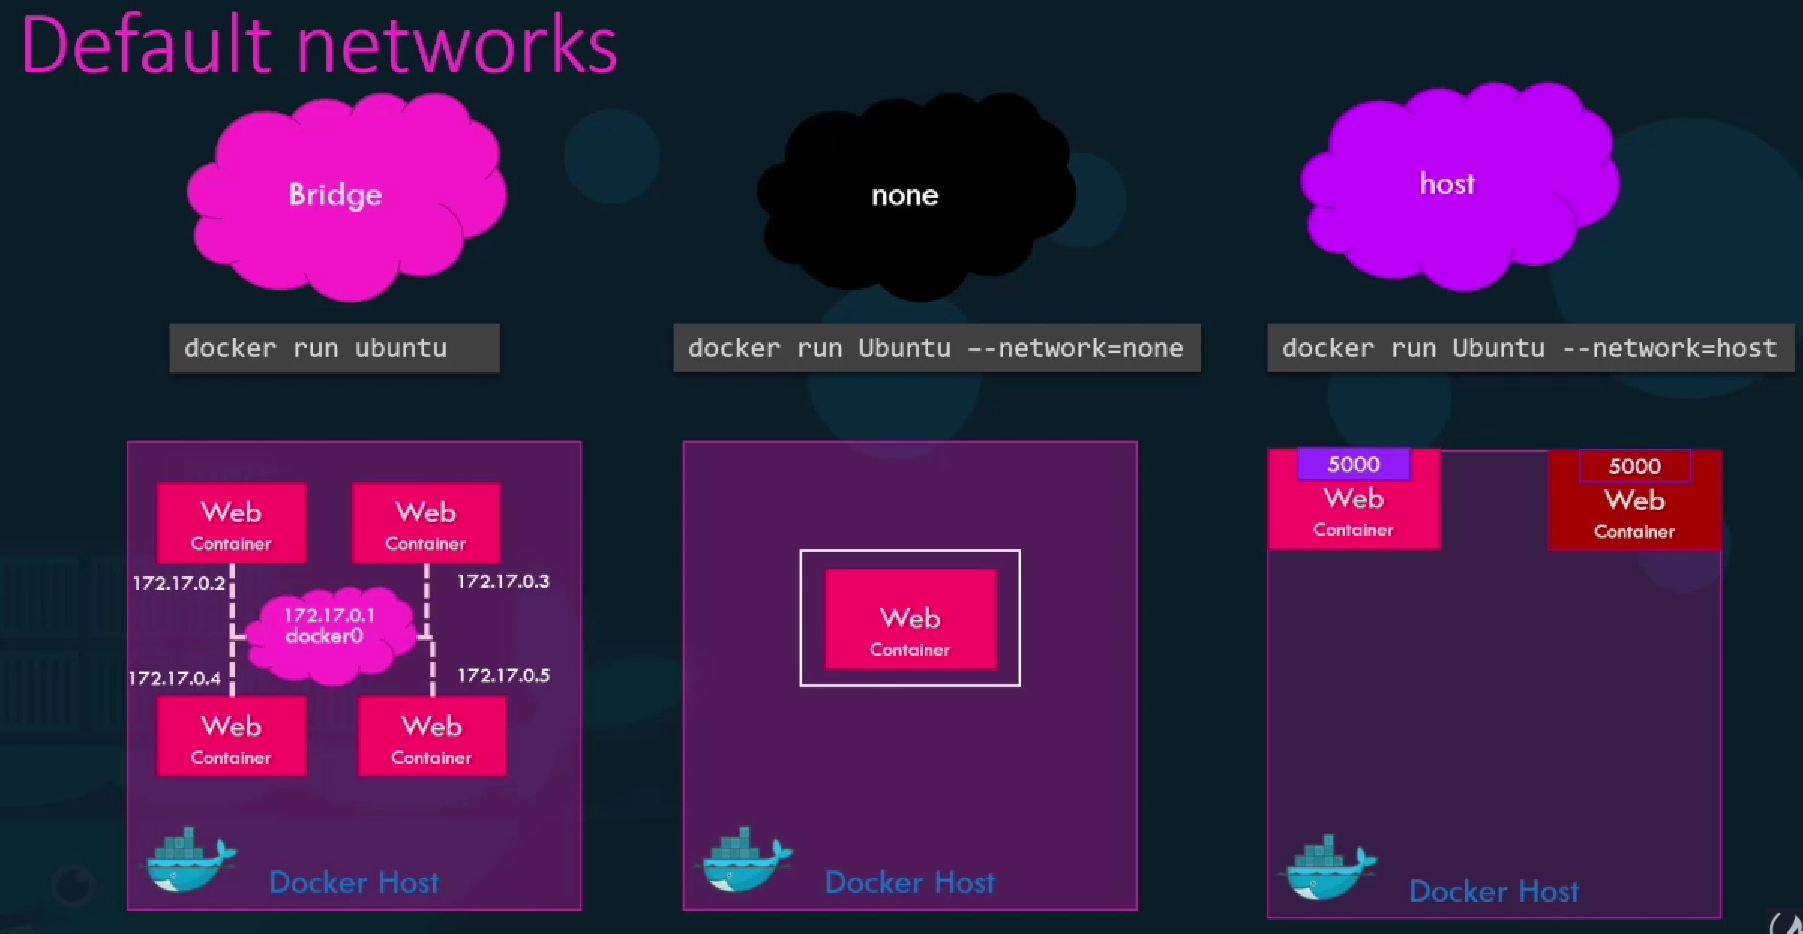 Default networks
Bridge
none
host
docker run ubuntu
docker run Ubuntu –-network=none
docker run Ubuntu --network=host
Web
Container
Web
Container
172.17.0.2
172.17.0.3
172.17.0.1
docker0
172.17.0.4
172.17.0.5
Web
Container
Web
Container
Docker Host
Web
Container
Docker Host
5000
Web
Container
5000
Web
Container
Docker Host